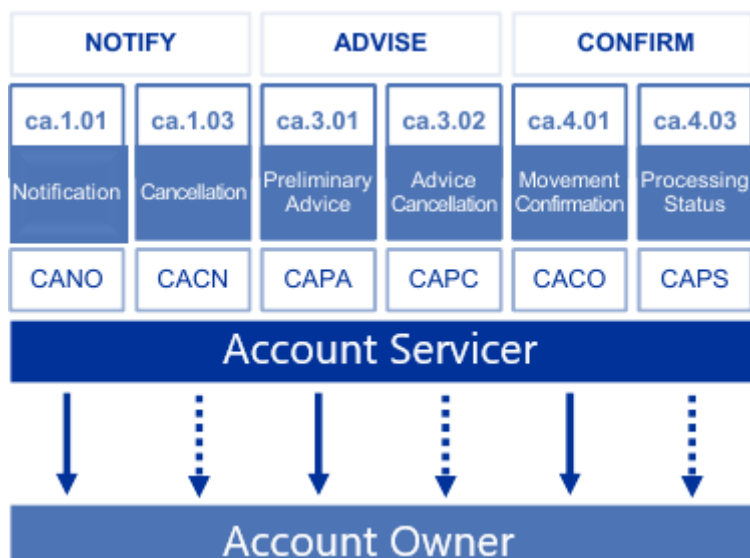 NOTIFY ADVISE CONFIRM
ca.1.01 ca.1.03 ca.3.01 ca.3.02 ca.4.01 ca.4.03
Notification Cancellation Preliminary Advice Advice Cancellation Movement Confirmation Processing Status
CANO CACN CAPA CAPC CACO CAPS
Account Servicer
Account Owner